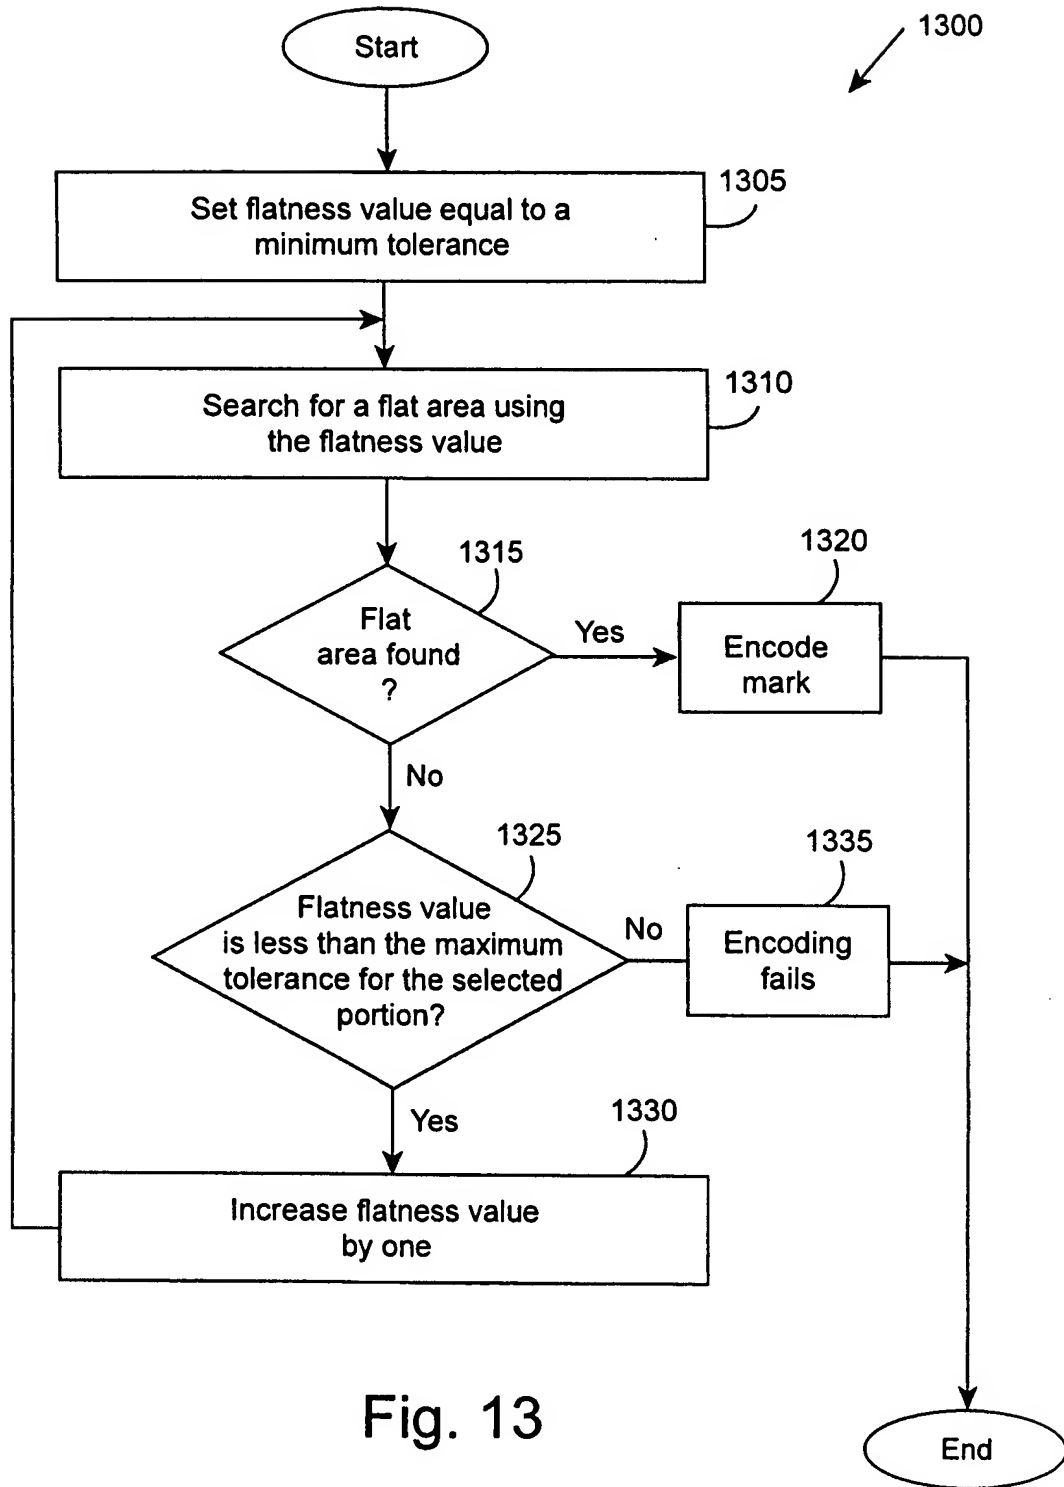 Start
1300
1305
Set flatness value equal to a
minimum tolerance
1310
Search for a flat area using
the flatness value
1315
1320
Flat
area found
?
Yes
Encode
mark
No
1325
1335
Flatness value
is less than the maximum
tolerance for the selected
portion?
No
Encoding
fails
Yes
1330
Increase flatness value
by one
Fig. 13
End